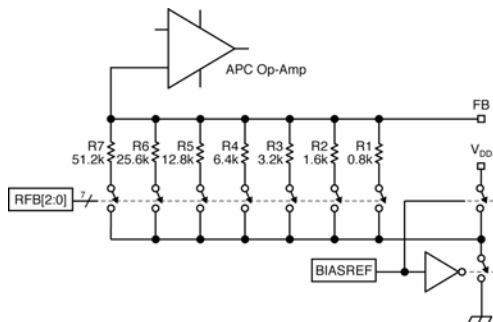 APC Op-Amp
FB
R7 R6 R5 R4 R3 R2 R1
51.2k 25.6k 12.8k 6.4k 3.2k 1.6k 0.8k
VDD
RFB[2:0]
7
BIASREF